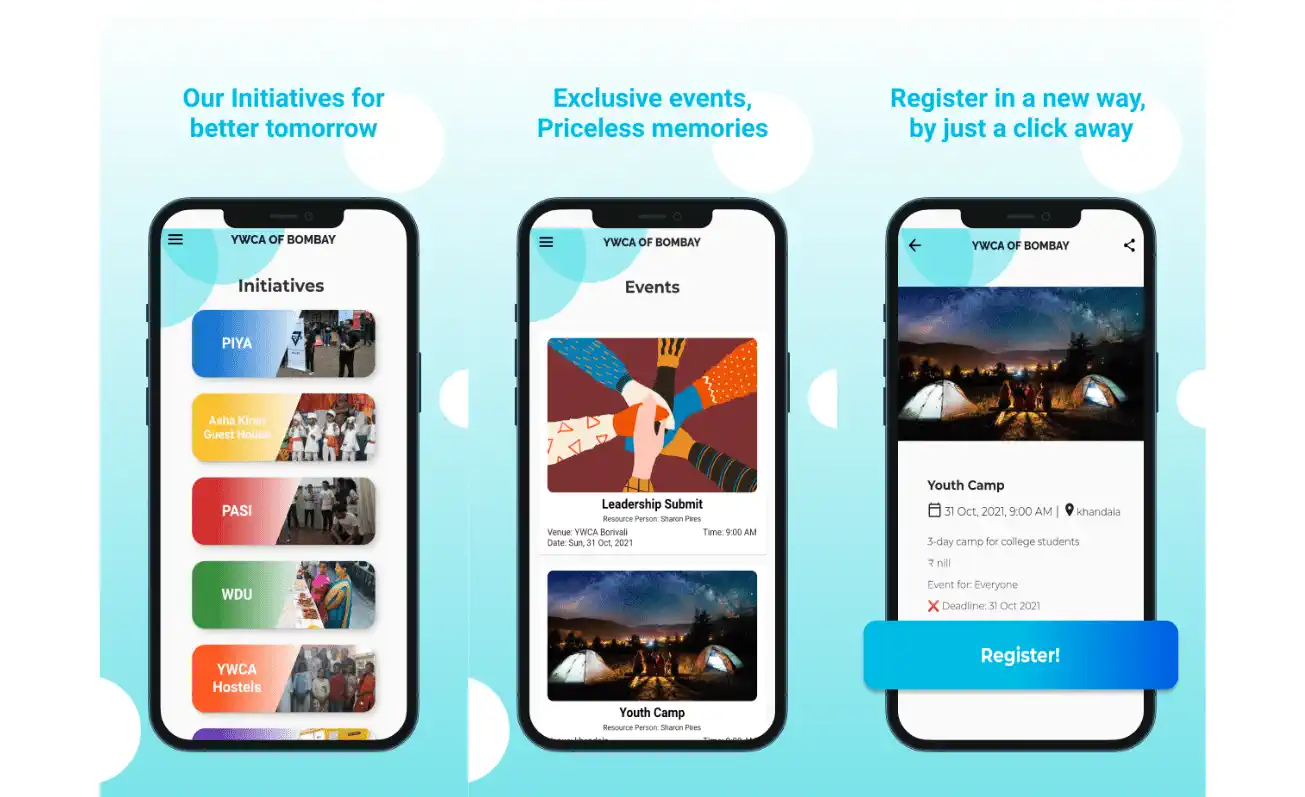 Our Initiatives for
better tomorrow
YWCA OF BOMBAY
Initiatives
PIYA
Asha Kiran
Guest House
PASI
WDU
YWCA
Hostels
Exclusive events,
Priceless memories
YWCA OF BOMBAY
Events
Leadership Submit
Resource Person: Sharon Pires
Venue: YWCA Borivali
Time: 9:00 AM
Date: Sun, 31 Oct, 2021
Youth Camp
Resource Person: Sharon Pires
Register in a new way,
by just a click away
YWCA OF BOMBAY
Youth Camp
31 Oct, 2021, 9:00 AM | khandala
3-day camp for college students
₹ nill
Event for: Everyone
❌ Deadline: 31 Oct 2021
Register!